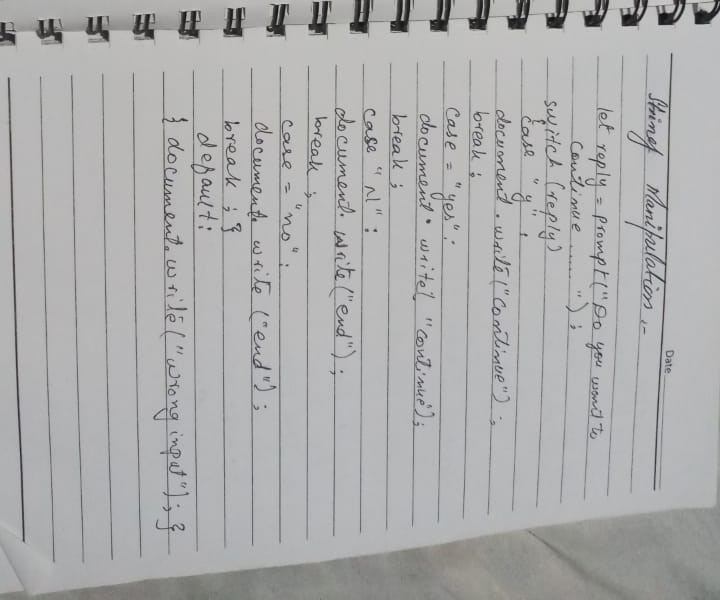 Date
String Manipulation :-
let reply = prompt ("Do you want to
continue ...... ");
switch (reply)
case "y :
document . write ("continue") ;
break ;
case = "yes" :
document . write ( "continue");
break ;
case "N" :
document. write ("end") ;
break ;
case = "no" :
document. write ("end") ;
break ; }
default :
{ document. write ("wrong input") ; }